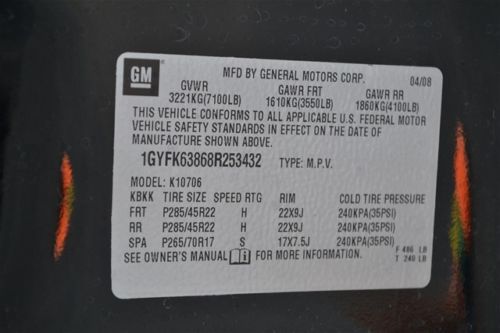 GM
MFD BY GENERAL MOTORS CORP. 04/08
GVWR GAWR FRT GAWR RR
3221KG(7100LB) 1610KG(3550LB) 1860KG(4100LB)
THIS VEHICLE CONFORMS TO ALL APPLICABLE U.S. FEDERAL MOTOR
VEHICLE SAFETY STANDARDS IN EFFECT ON THE DATE OF
MANUFACTURE SHOWN ABOVE.
1GYFK63868R253432 TYPE: M.P.V.
MODEL: K10706
KBKK TIRE SIZE SPEED RTG RIM COLD TIRE PRESSURE
FRT P285/45R22 H 22X9J 240KPA(35PSI)
RR P285/45R22 H 22X9J 240KPA(35PSI)
SPA P265/70R17 S 17X7.5J 240KPA(35PSI)
SEE OWNER'S MANUAL FOR MORE INFORMATION.
F 486 LB
T 240 LB